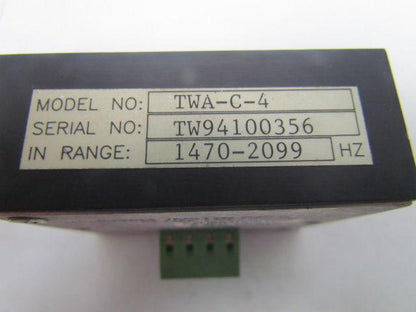 MODEL NO: TWA-C-4
SERIAL NO: TW94100356
IN RANGE: 1470-2099 HZ